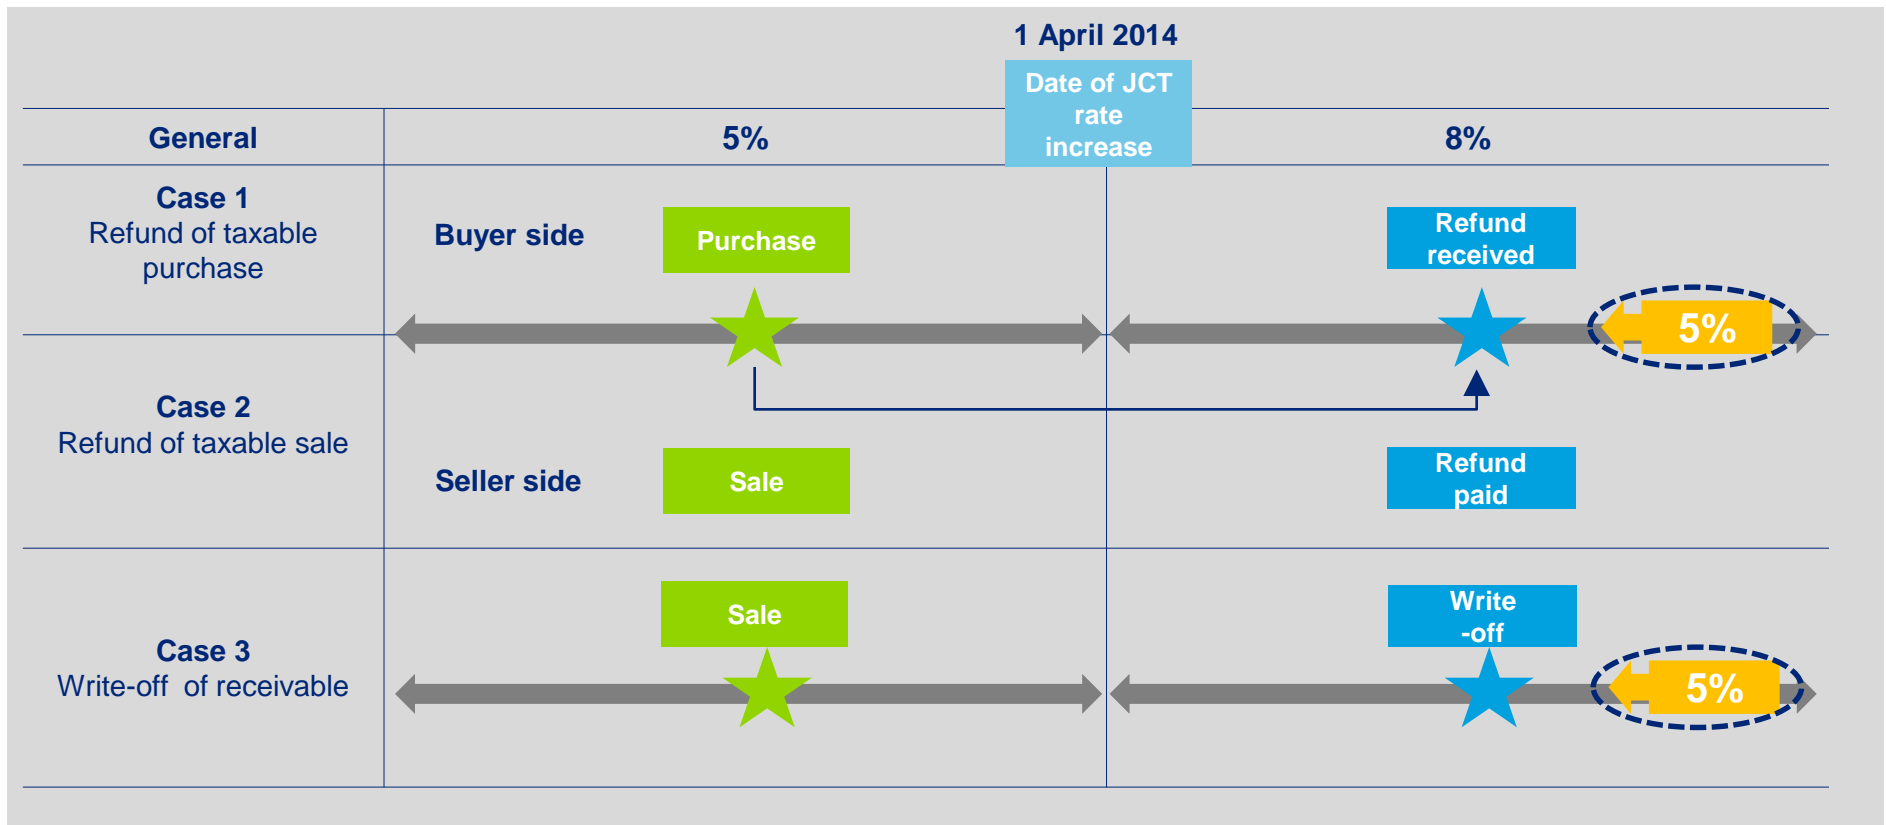 1 April 2014
Date of JCT
rate
increase
General
5%
8%
Case 1
Refund of taxable
purchase
Buyer side
Purchase
Refund
received
5%
Case 2
Refund of taxable sale
Seller side
Sale
Refund
paid
Case 3
Write-off  of receivable
Sale
Write
-off
5%